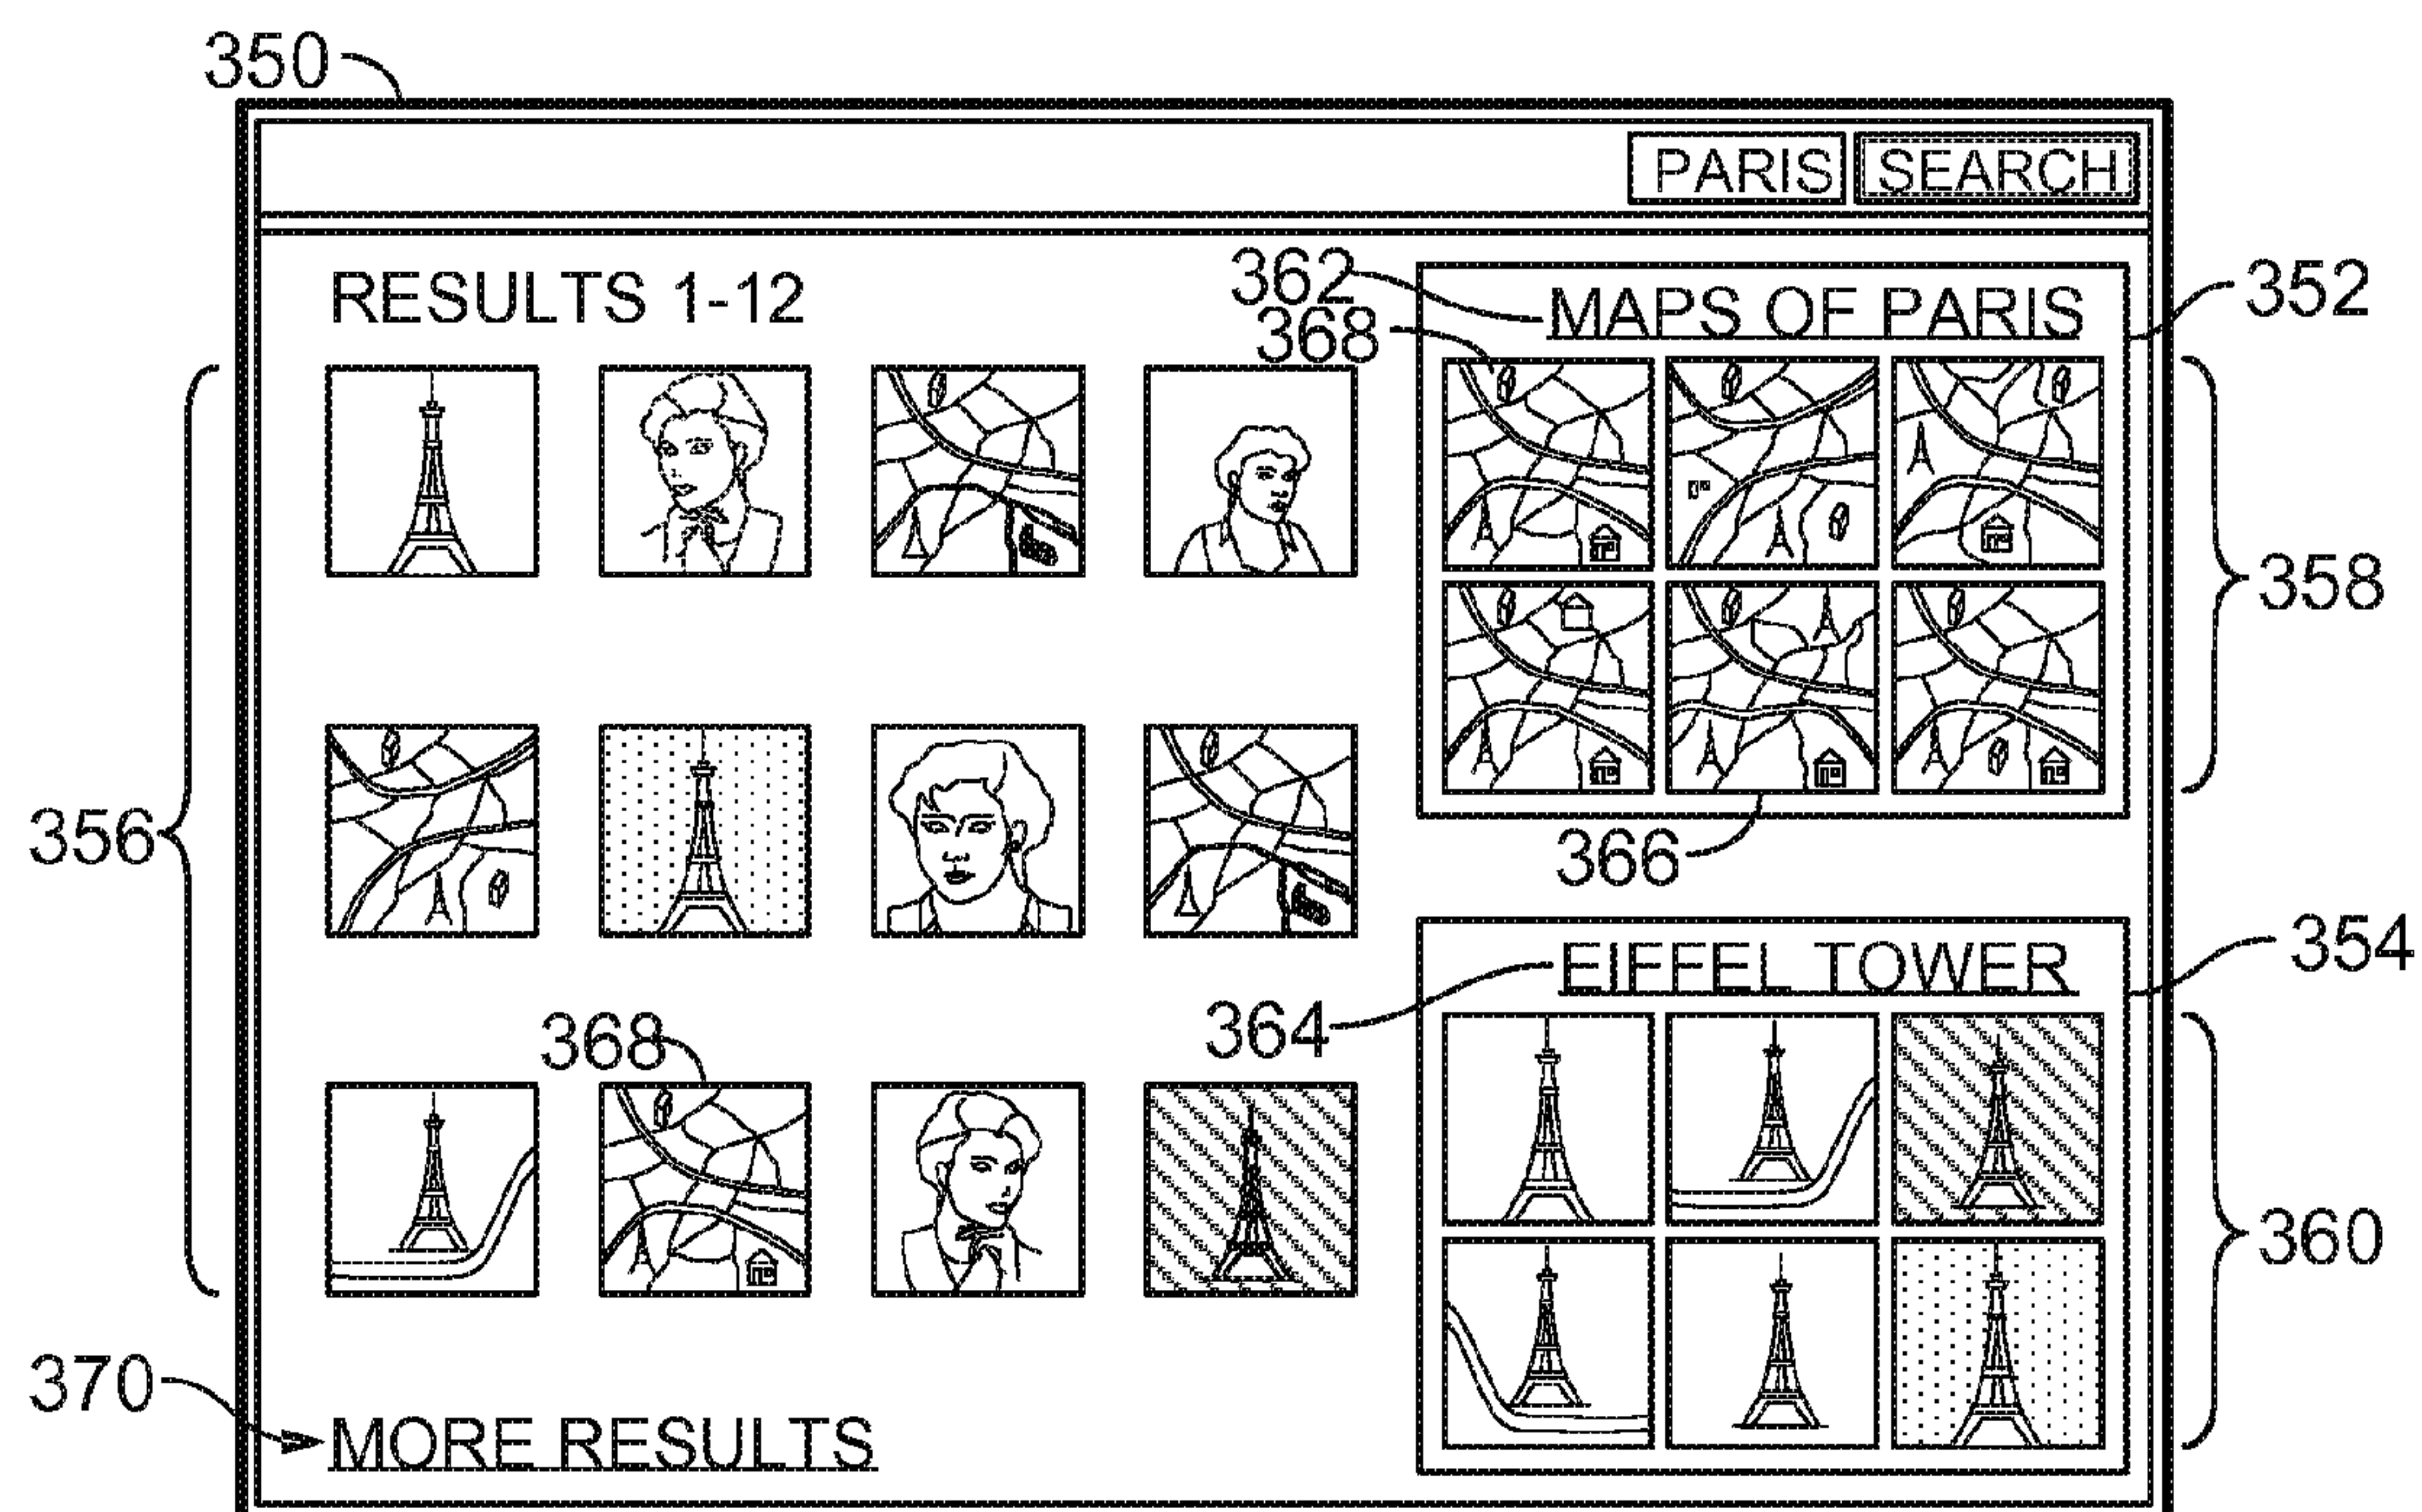 350
PARIS SEARCH
RESULTS 1-12
362
MAPS OF PARIS
352
368
358
356
366
354
EIFFEL TOWER
364
368
360
370
MORE RESULTS